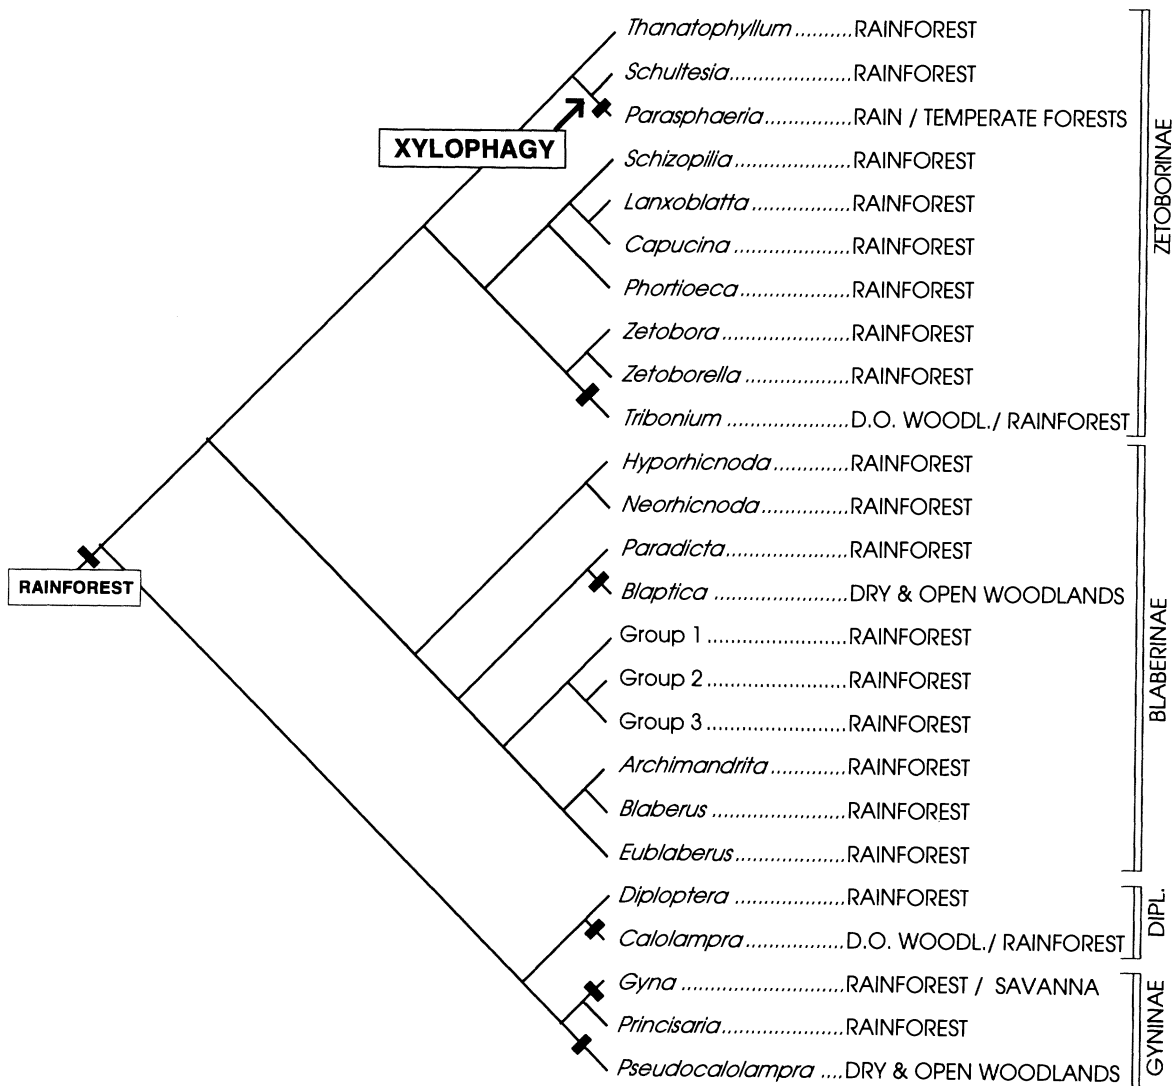 Thanatophyllum ..........RAINFOREST
Schultesia.....................RAINFOREST
Parasphaeria...............RAIN / TEMPERATE FORESTS
XYLOPHAGY
Schizopilia....................RAINFOREST
Lanxoblatta .................RAINFOREST
Capucina ....................RAINFOREST
Phortioeca ...................RAINFOREST
Zetobora ......................RAINFOREST
Zetoborella ..................RAINFOREST
Tribonium .....................D.O. WOODL./ RAINFOREST
ZETOBORINAE
Hyporhicnoda.............RAINFOREST
Neorhicnoda...............RAINFOREST
Paradicta.....................RAINFOREST
Blaptica ........................DRY & OPEN WOODLANDS
Group 1 ........................RAINFOREST
Group 2 ........................RAINFOREST
Group 3 ........................RAINFOREST
Archimandrita .............RAINFOREST
Blaberus .......................RAINFOREST
Eublaberus...................RAINFOREST
BLABERINAE
RAINFOREST
Diploptera ...................RAINFOREST
Calolampra .................D.O. WOODL./ RAINFOREST
DIPL.
Gyna .............................RAINFOREST / SAVANNA
Princisaria.....................RAINFOREST
Pseudocalolampra ....DRY & OPEN WOODLANDS
GYNINAE